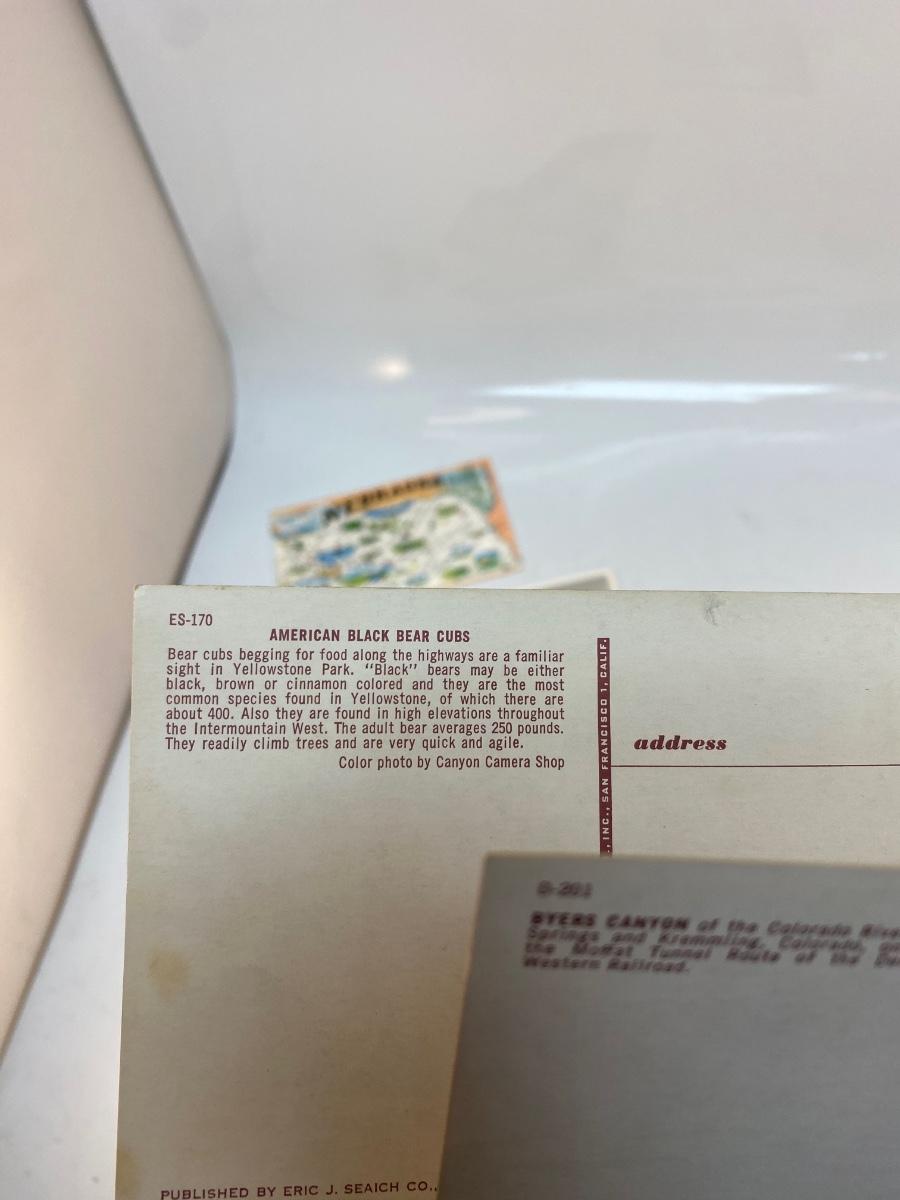 NEBRASKA
ES-170
AMERICAN BLACK BEAR CUBS
Bear cubs begging for food along the highways are a familiar
sight in Yellowstone Park. “Black” bears may be either
black, brown or cinnamon colored and they are the most
common species found in Yellowstone, of which there are
about 400. Also they are found in high elevations throughout
the Intermountain West. The adult bear averages 250 pounds.
They readily climb trees and are very quick and agile.
Color photo by Canyon Camera Shop
PUBLISHED BY ERIC J. SEAICH CO.,
, INC., SAN FRANCISCO 1, CALIF.
address
BYERS CANYON of the Colorado
Springs and Kremmling, Colorado,
the Moffat Tunnel Route of the
Western Railroad.